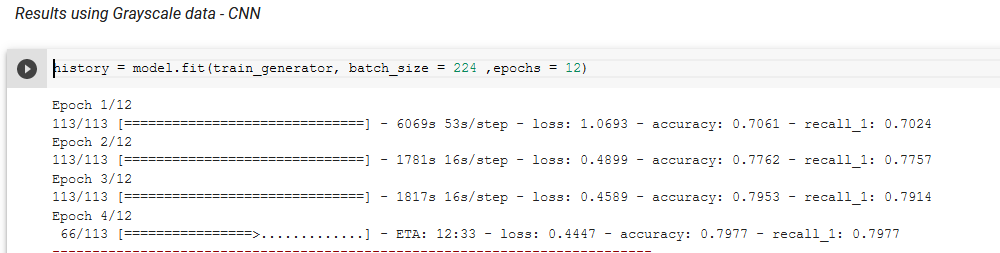 Results using Grayscale data - CNN
history = model.fit(train_generator, batch_size = 224 ,epochs = 12)
Epoch 1/12
113/113 [==============================] - 6069s 53s/step - loss: 1.0693 - accuracy: 0.7061 - recall_1: 0.7024
Epoch 2/12
113/113 [==============================] - 1781s 16s/step - loss: 0.4899 - accuracy: 0.7762 - recall_1: 0.7757
Epoch 3/12
113/113 [==============================] - 1817s 16s/step - loss: 0.4589 - accuracy: 0.7953 - recall_1: 0.7914
Epoch 4/12
66/113 [================>.............] - ETA: 12:33 - loss: 0.4447 - accuracy: 0.7977 - recall_1: 0.7977